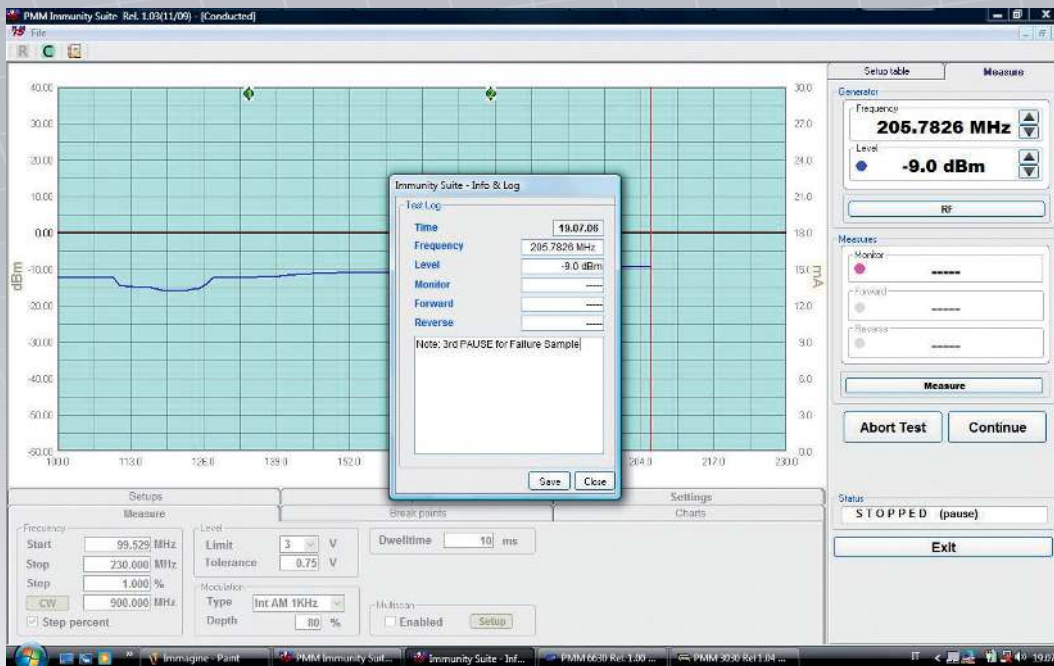 PMM Immunity Suite Rel. 1.03(11/09) - [Conducted]
File
R C
Setup table Measure
Generator
Frequency
205.7826 MHz
Level
-9.0 dBm
RF
Measures
Monitor
-----
Forward
-----
Reverse
-----
Measure
Abort Test Continue
Status
STOPPED (pause)
Exit
40.00
30.00
20.00
10.00
0.00
-10.00
-20.00
-30.00
-40.00
-50.00
dBm
30.0
27.0
24.0
21.0
18.0
15.0
12.0
9.0
6.0
3.0
0.0
mA
100.0 113.0 126.0 139.0 152.0 204.0 217.0 230.0
2
Immunity Suite - Info & Log
Test Log
Time 19.07.06
Frequency 205.7826 MHz
Level -9.0 dBm
Monitor -----
Forward -----
Reverse -----
Note: 3rd PAUSE for Failure Sample
Save Close
Setups Settings
Measure Break points Charts
Frequency
Start 99.529 MHz
Stop 230.000 MHz
Step 1.000 %
CW 900.000 MHz
Step percent
Level
Limit 3 V
Tolerance 0.75 V
Modulation
Type Int AM 1KHz
Depth 80 %
Dwelltime 10 ms
Multiscan
Enabled Setup
Immagine - Paint
PMM Immunity Suit...
Immunity Suite - Inf...
PMM 6630 Rel. 1.00 ...
PMM 3030 Rel 1.04 ...
IT
19.07